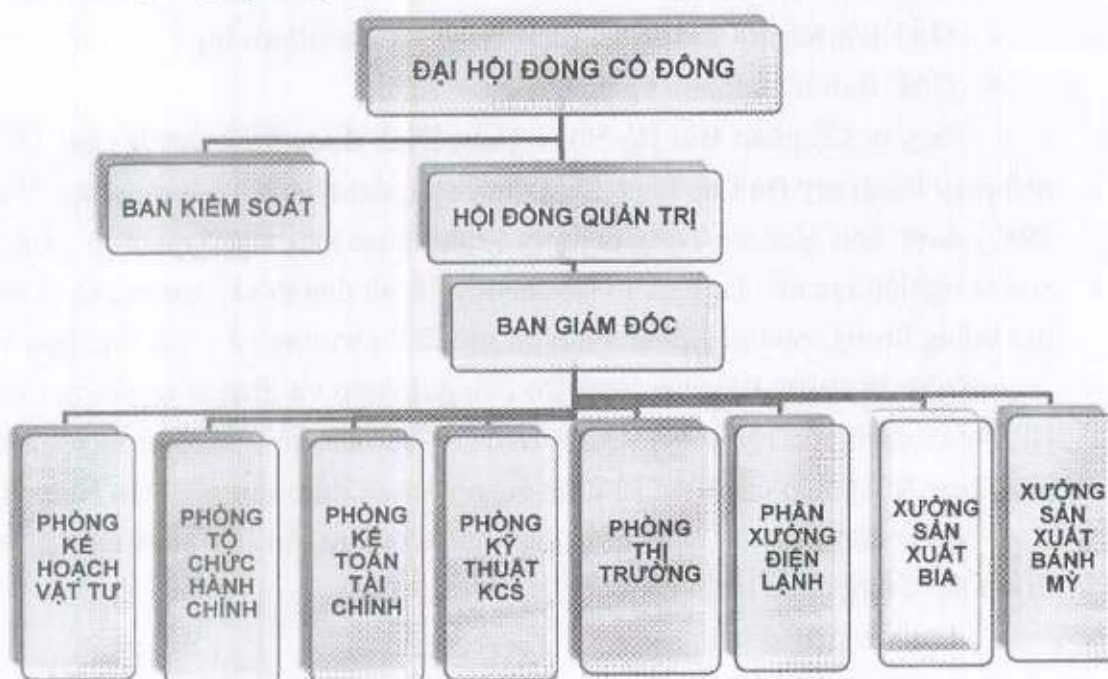 ĐẠI HỘI ĐỒNG CỔ ĐÔNG
BAN KIỂM SOÁT
HỘI ĐỒNG QUẢN TRỊ
BAN GIÁM ĐỐC
PHÒNG
KẾ
HOẠCH
VẬT TƯ
PHÒNG
TỔ
CHỨC
HÀNH
CHÍNH
PHÒNG
KẾ
TOÁN
TÀI
CHÍNH
PHÒNG
KỸ
THUẬT
KCS
PHÒNG
THỊ
TRƯỜNG
PHÂN
XƯỞNG
ĐIỆN
LẠNH
XƯỞNG
SẢN
XUẤT
BIA
XƯỞNG
SẢN
XUẤT
BÁNH
MỲ